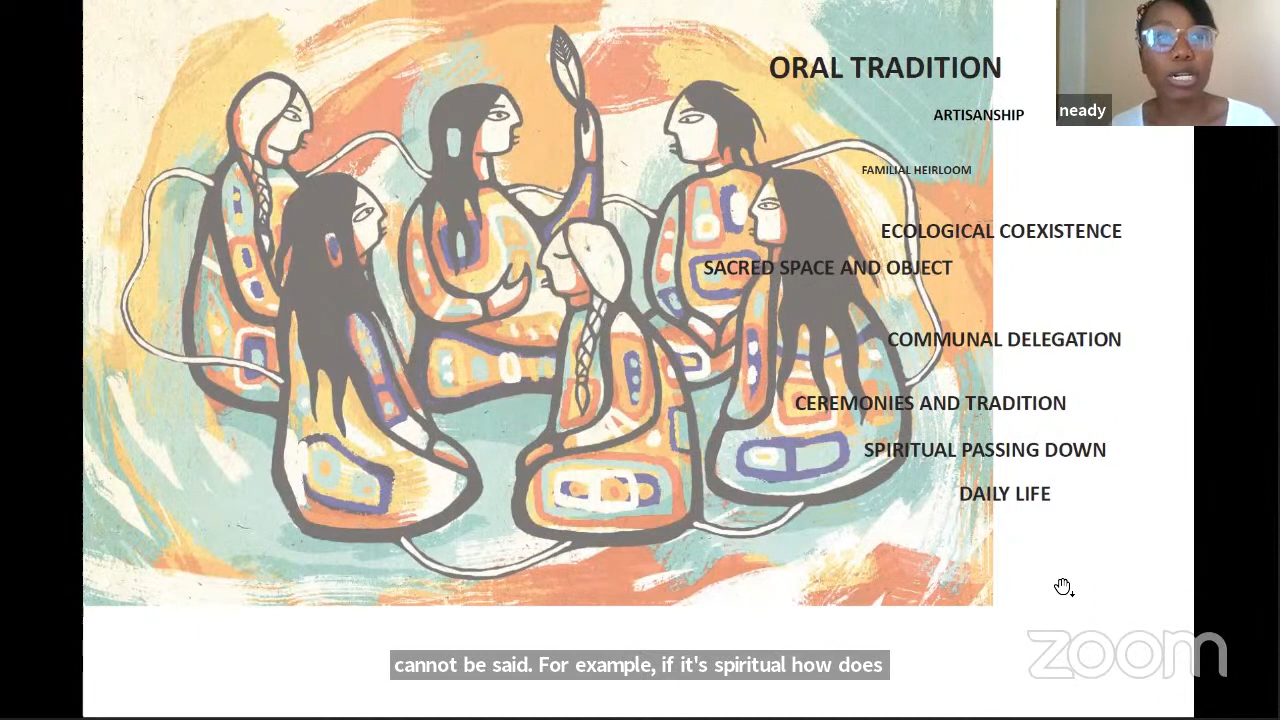 ORAL TRADITION
ARTISANSHIP
neady
FAMILIAL HEIRLOOM
ECOLOGICAL COEXISTENCE
SACRED SPACE AND OBJECT
COMMUNAL DELEGATION
CEREMONIES AND TRADITION
SPIRITUAL PASSING DOWN
DAILY LIFE
zoom
cannot be said. For example, if it's spiritual how does